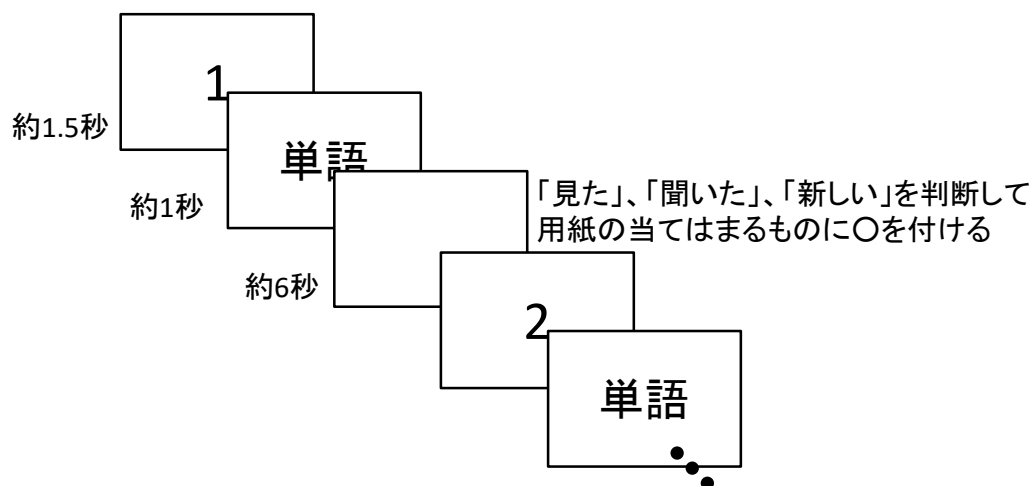 1
約1.5秒
単語
約1秒
「見た」、「聞いた」、「新しい」を判断して
用紙の当てはまるものに〇を付ける
約6秒
2
単語